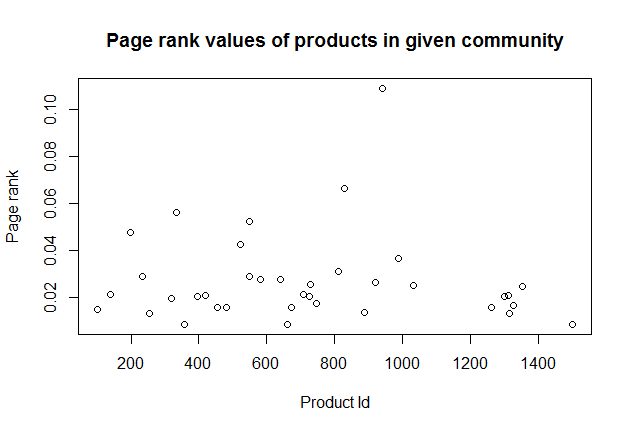 Page rank values of products in given community
Page rank
0.10
0.08
0.06
0.04
0.02
200 400 600 800 1000 1200 1400
Product Id